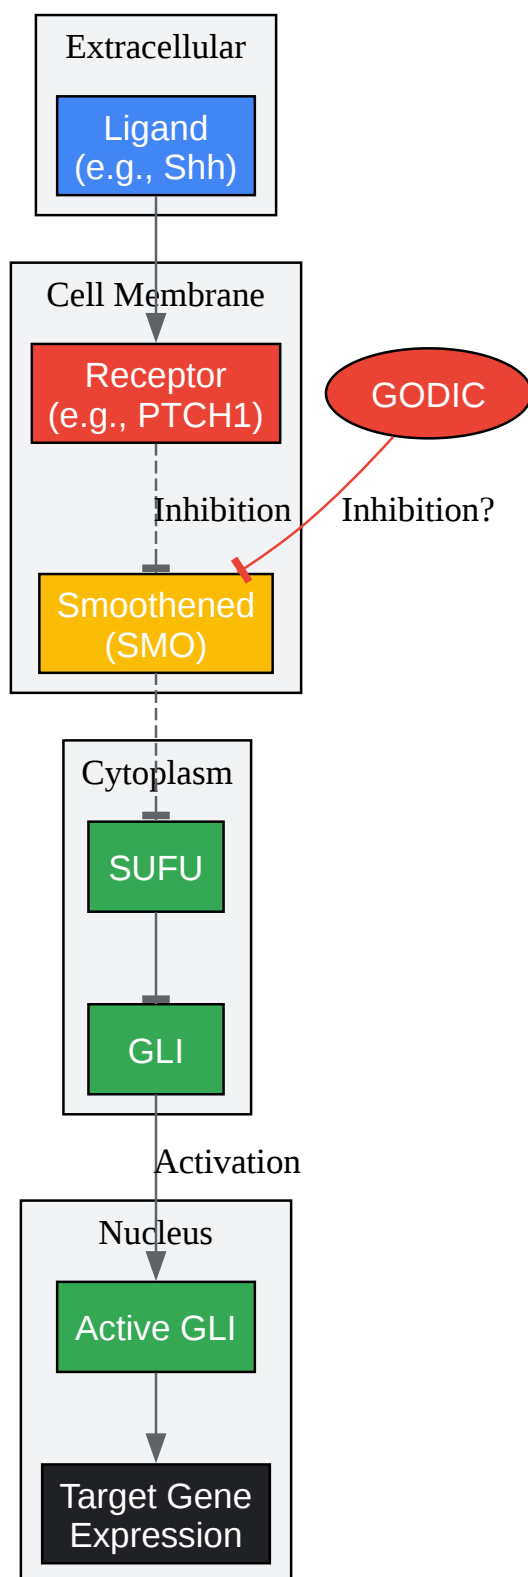 Extracellular
Ligand
(e.g., Shh)
Cell Membrane
Receptor
(e.g., PTCH1)
GODIC
Inhibition
Inhibition?
Smoothened
(SMO)
Cytoplasm
SUFU
GLI
Activation
Nucleus
Active GLI
Target Gene
Expression